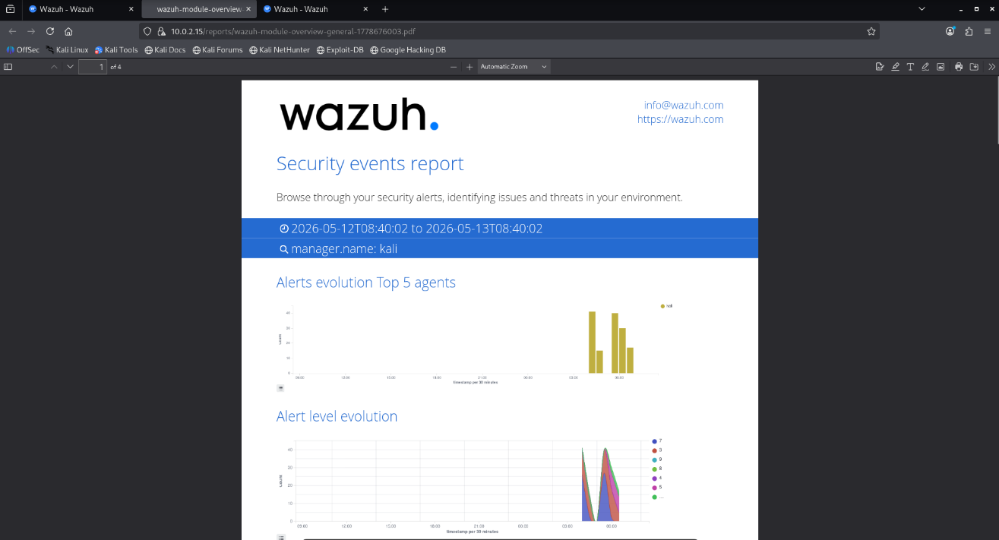 Wazuh - Wazuh
wazuh-module-overview-
Wazuh - Wazuh
10.0.2.15/reports/wazuh-module-overview-general-1778676003.pdf
OffSec Kali Linux Kali Tools Kali Docs Kali Forums Kali NetHunter Exploit-DB Google Hacking DB
1 of 4 Automatic Zoom
wazuh.
info@wazuh.com
https://wazuh.com
Security events report
Browse through your security alerts, identifying issues and threats in your environment.
2026-05-12T08:40:02 to 2026-05-13T08:40:02
manager.name: kali
Alerts evolution Top 5 agents
kali
40
30
20
10
0
Count
09:00 12:00 15:00 18:00 21:00 00:00 03:00 06:00
timestamp per 30 minutes
Alert level evolution
7
3
9
8
4
5
...
40
30
20
10
0
Count
09:00 12:00 15:00 18:00 21:00 00:00 03:00 06:00
timestamp per 30 minutes